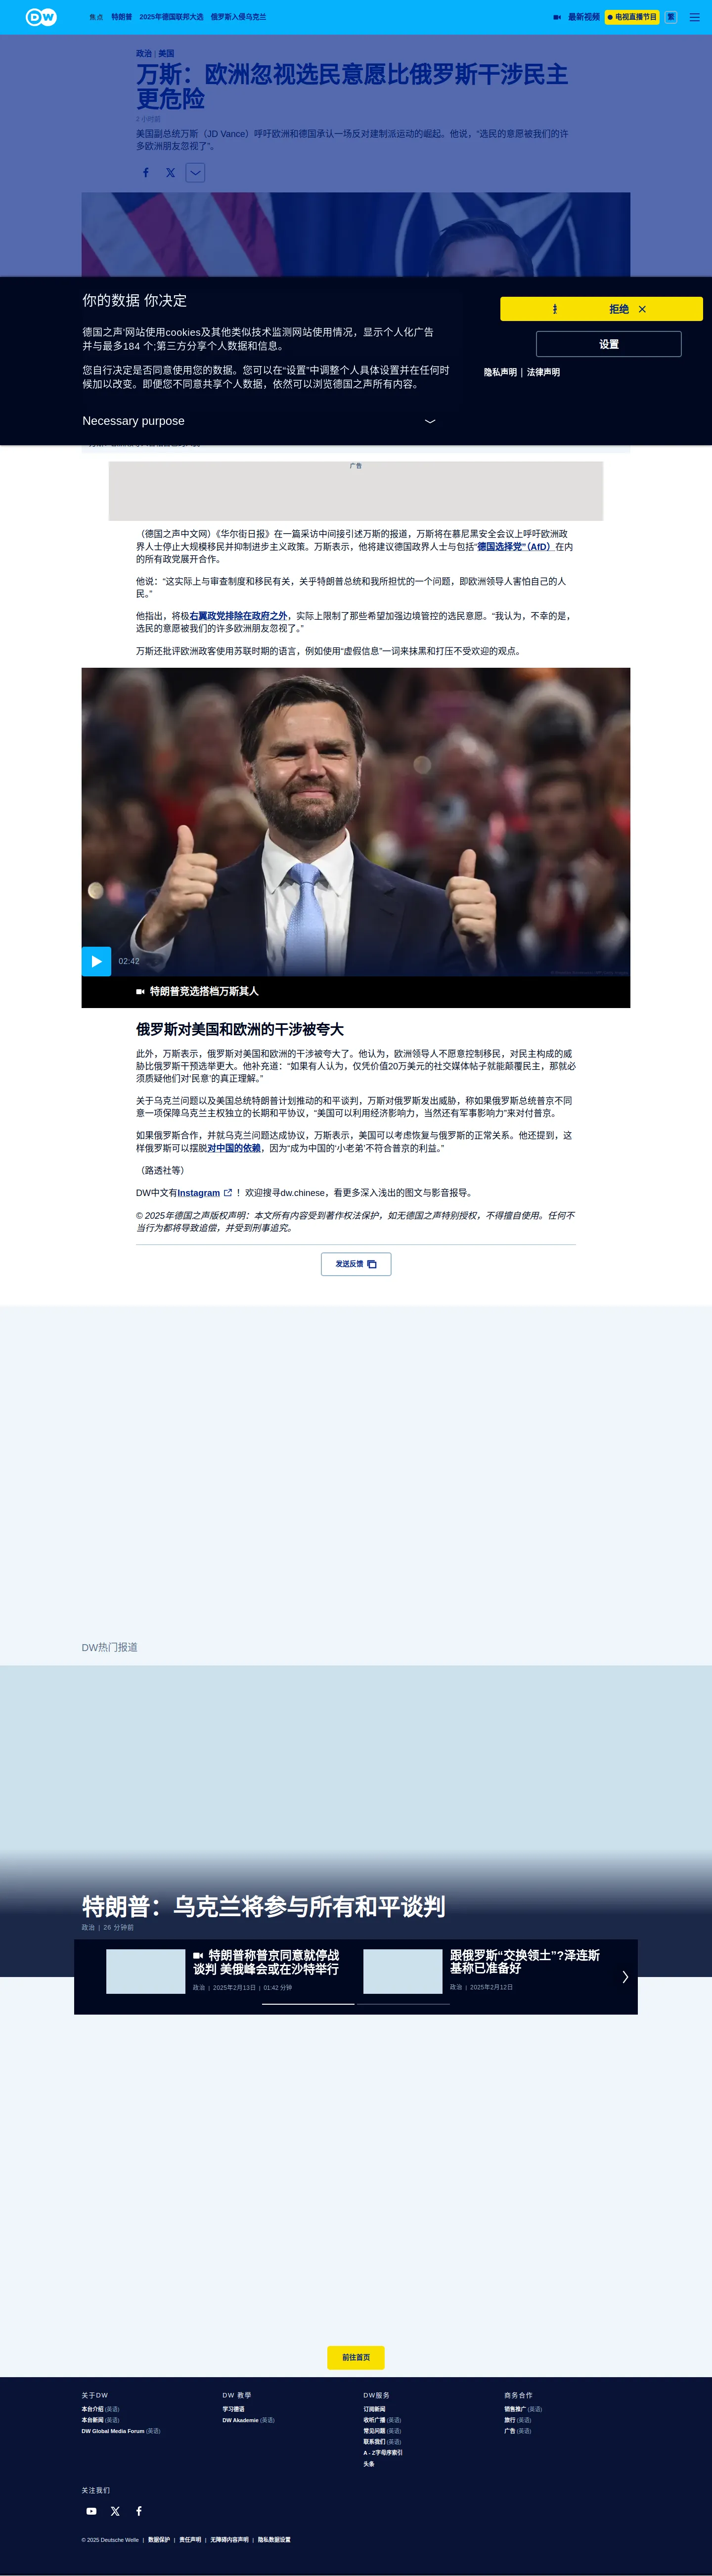 DW
焦点 特朗普 2025年德国联邦大选 俄罗斯入侵乌克兰 最新视频 电视直播节目 繁
政治 | 美国
万斯：欧洲忽视选民意愿比俄罗斯干涉民主
更危险
2 小时前
美国副总统万斯（JD Vance）呼吁欧洲和德国承认一场反对建制派运动的崛起。他说，“选民的意愿被我们的许
多欧洲朋友忽视了”。
你的数据 你决定
拒绝
德国之声‘网站使用cookies及其他类似技术监测网站使用情况，显示个人化广告
并与最多184 个;第三方分享个人数据和信息。
设置
您自行决定是否同意使用您的数据。您可以在“设置”中调整个人具体设置并在任何时
候加以改变。即便您不同意共享个人数据，依然可以浏览德国之声所有内容。
隐私声明 | 法律声明
Necessary purpose
广告
（德国之声中文网）《华尔街日报》在一篇采访中间接引述万斯的报道，万斯将在慕尼黑安全会议上呼吁欧洲政
界人士停止大规模移民并抑制进步主义政策。万斯表示，他将建议德国政界人士与包括“德国选择党”（AfD）在内
的所有政党展开合作。
他说：“这实际上与审查制度和移民有关，关乎特朗普总统和我所担忧的一个问题，即欧洲领导人害怕自己的人
民。”
他指出，将极右翼政党排除在政府之外，实际上限制了那些希望加强边境管控的选民意愿。“我认为，不幸的是，
选民的意愿被我们的许多欧洲朋友忽视了。”
万斯还批评欧洲政客使用苏联时期的语言，例如使用“虚假信息”一词来抹黑和打压不受欢迎的观点。
02:42
特朗普竞选搭档万斯其人
俄罗斯对美国和欧洲的干涉被夸大
此外，万斯表示，俄罗斯对美国和欧洲的干涉被夸大了。他认为，欧洲领导人不愿意控制移民，对民主构成的威
胁比俄罗斯干预选举更大。他补充道：“如果有人认为，仅凭价值20万美元的社交媒体帖子就能颠覆民主，那就必
须质疑他们对‘民意’的真正理解。”
关于乌克兰问题以及美国总统特朗普计划推动的和平谈判，万斯对俄罗斯发出威胁，称如果俄罗斯总统普京不同
意一项保障乌克兰主权独立的长期和平协议，“美国可以利用经济影响力，当然还有军事影响力”来对付普京。
如果俄罗斯合作，并就乌克兰问题达成协议，万斯表示，美国可以考虑恢复与俄罗斯的正常关系。他还提到，这
样俄罗斯可以摆脱对中国的依赖，因为“成为中国的‘小老弟’不符合普京的利益。”
（路透社等）
DW中文有Instagram ！欢迎搜寻dw.chinese，看更多深入浅出的图文与影音报导。
© 2025年德国之声版权声明：本文所有内容受到著作权法保护，如无德国之声特别授权，不得擅自使用。任何不
当行为都将导致追偿，并受到刑事追究。
发送反馈
DW热门报道
特朗普：乌克兰将参与所有和平谈判
政治 | 26 分钟前
特朗普称普京同意就停战
谈判 美俄峰会或在沙特举行
政治 | 2025年2月13日 | 01:42 分钟
跟俄罗斯“交换领土”?泽连斯
基称已准备好
政治 | 2025年2月12日
前往首页
关于DW
本台介绍 (英语)
本台新闻 (英语)
DW Global Media Forum (英语)
DW 教學
学习德语
DW Akademie (英语)
DW服务
订阅新闻
收听广播 (英语)
常见问题 (英语)
联系我们 (英语)
A - Z字母序索引
头条
商务合作
销售推广 (英语)
旅行 (英语)
广告 (英语)
关注我们
© 2025 Deutsche Welle | 数据保护 | 责任声明 | 无障碍内容声明 | 隐私数据设置